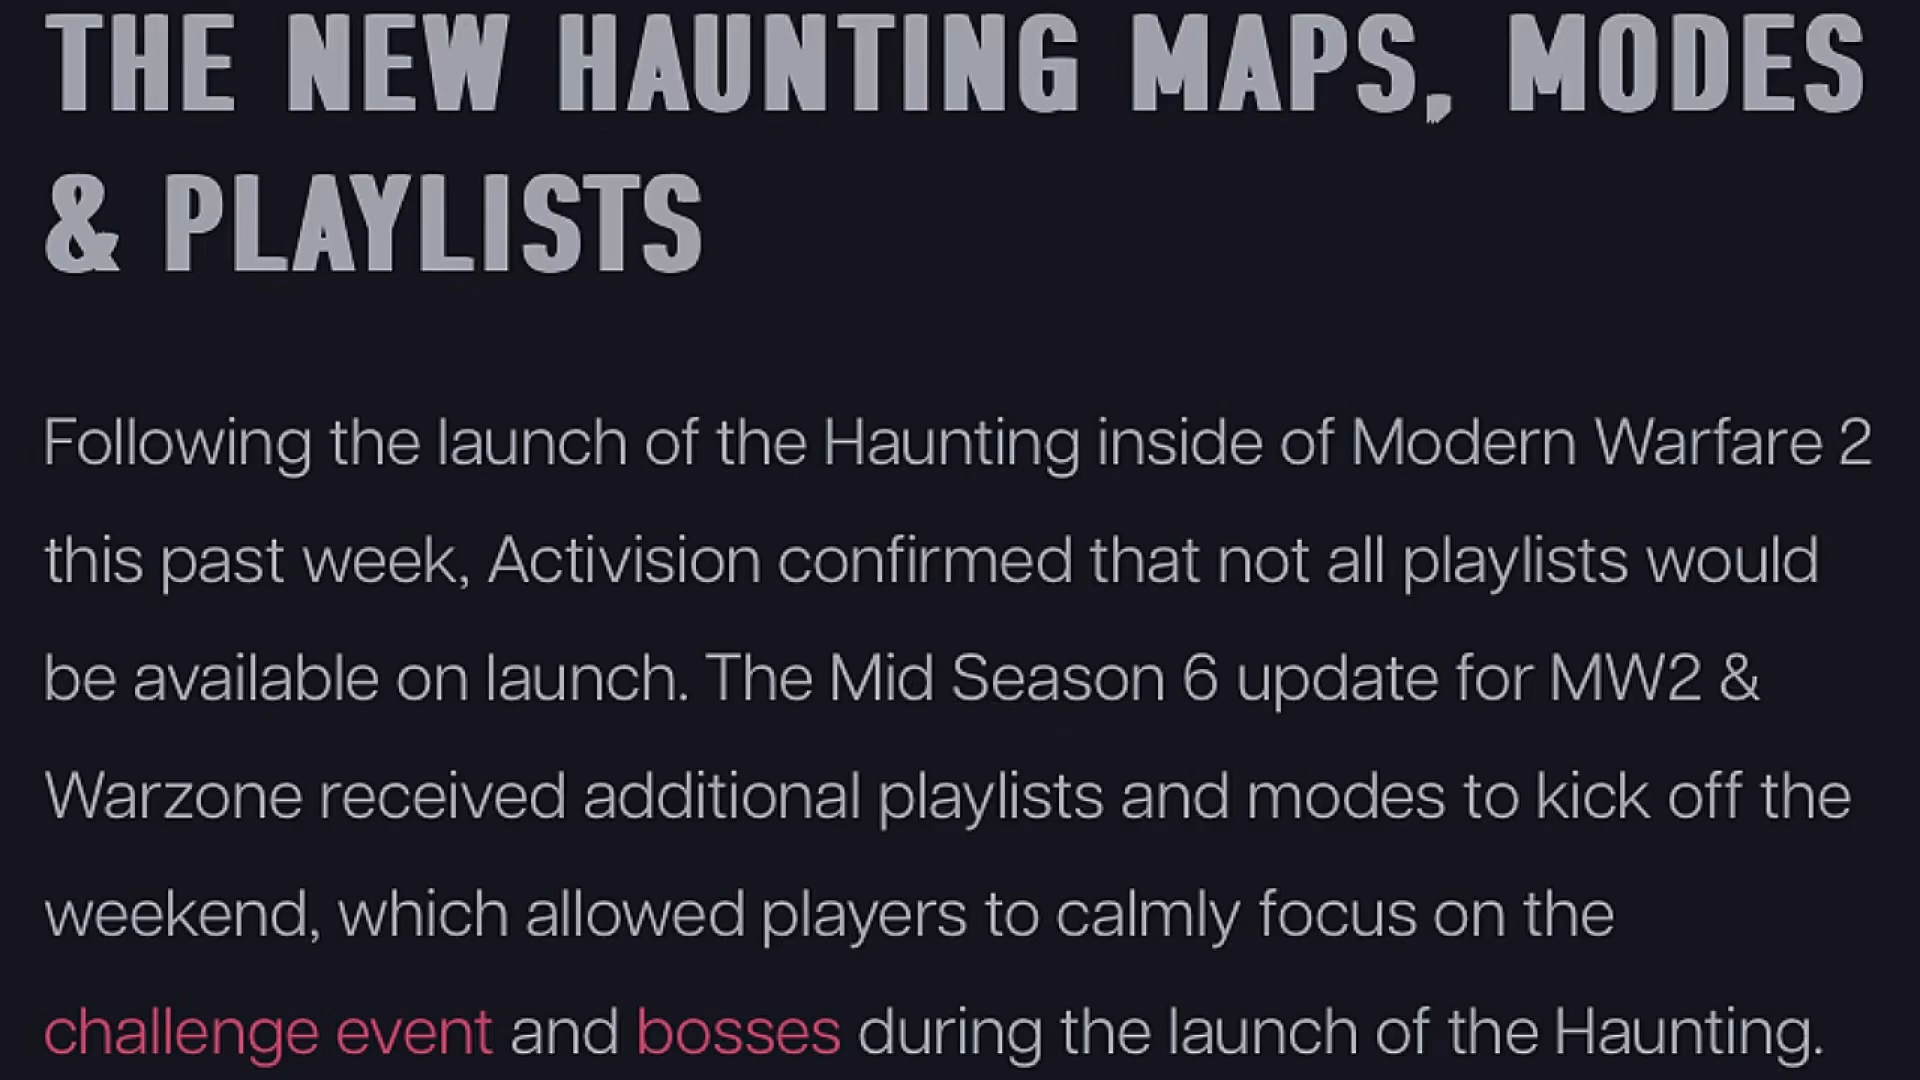 THE NEW HAUNTING MAPS, MODES
& PLAYLISTS
Following the launch of the Haunting inside of Modern Warfare 2
this past week, Activision confirmed that not all playlists would
be available on launch. The Mid Season 6 update for MW2 &
Warzone received additional playlists and modes to kick off the
weekend, which allowed players to calmly focus on the
challenge event and bosses during the launch of the Haunting.